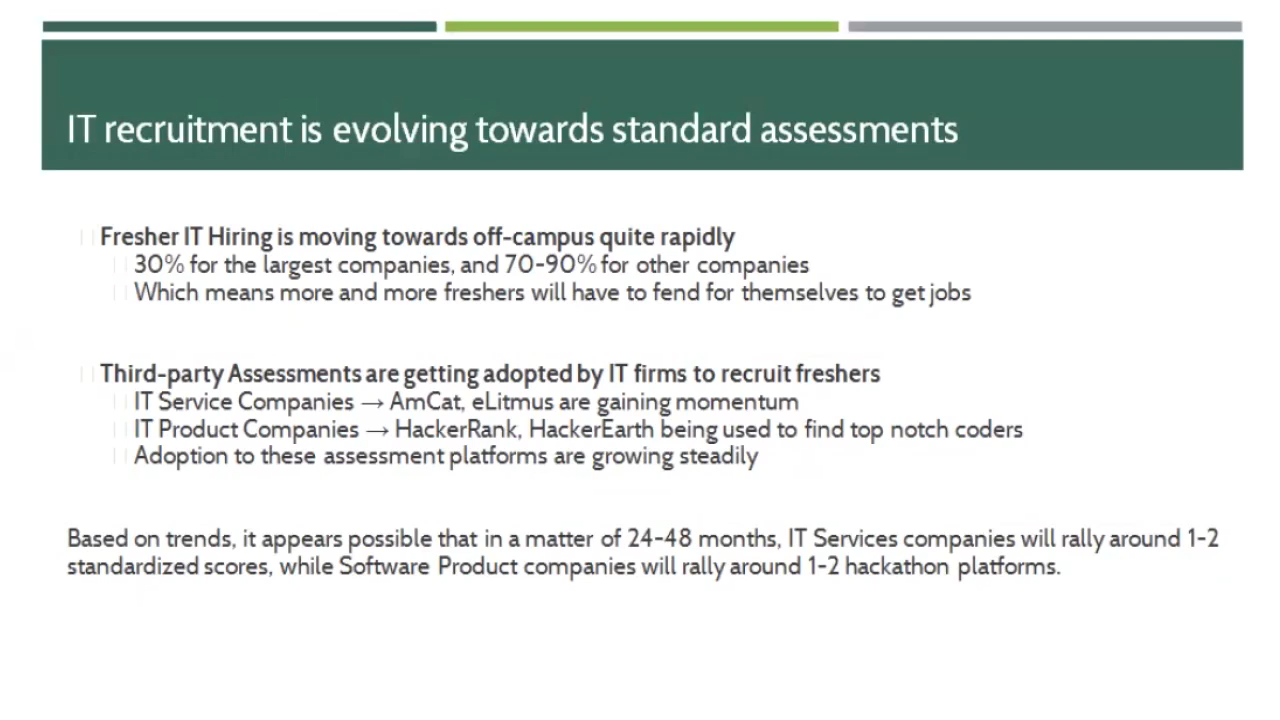 IT recruitment is evolving towards standard assessments
Fresher IT Hiring is moving towards off-campus quite rapidly
30% for the largest companies, and 70-90% for other companies
Which means more and more freshers will have to fend for themselves to get jobs
Third-party Assessments are getting adopted by IT firms to recruit freshers
IT Service Companies → AmCat, eLitmus are gaining momentum
IT Product Companies → HackerRank, HackerEarth being used to find top notch coders
Adoption to these assessment platforms are growing steadily
Based on trends, it appears possible that in a matter of 24-48 months, IT Services companies will rally around 1-2
standardized scores, while Software Product companies will rally around 1-2 hackathon platforms.